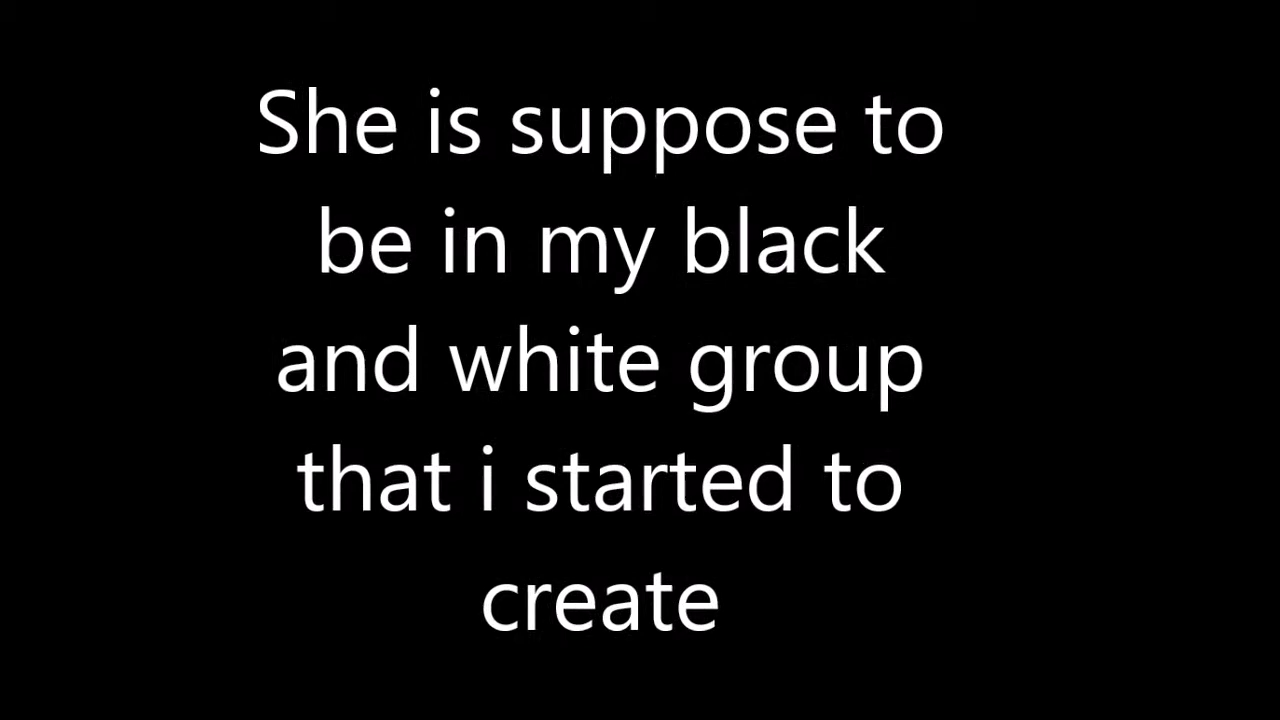 She is suppose to
be in my black
and white group
that i started to
create